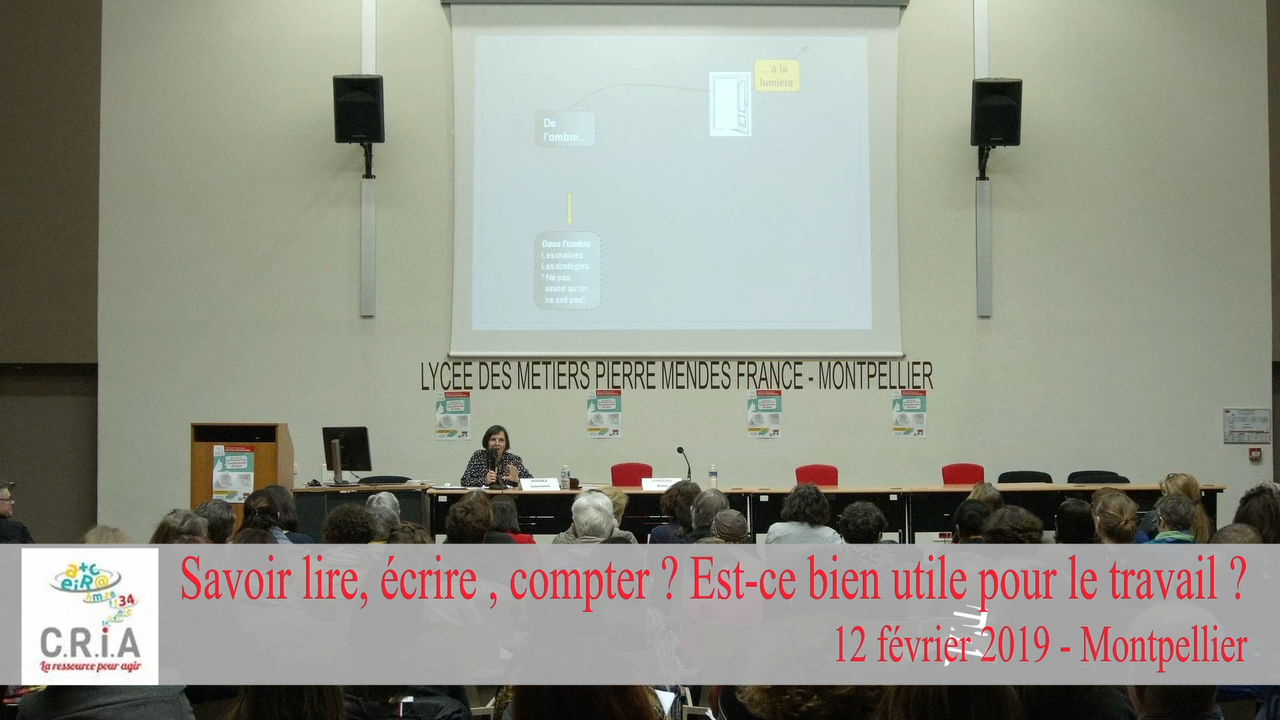 ... à la
lumière
De
l'ombre...
Dans l'ombre
Les chaînes
Les stratégies
"Ne pas
savoir qu'on
ne sait pas"
LYCEE DES METIERS PIERRE MENDES FRANCE - MONTPELLIER
Savoir lire, écrire , compter ? Est-ce bien utile pour le travail ?
12 février 2019 - Montpellier
34
C.R.i.A
La ressource pour agir